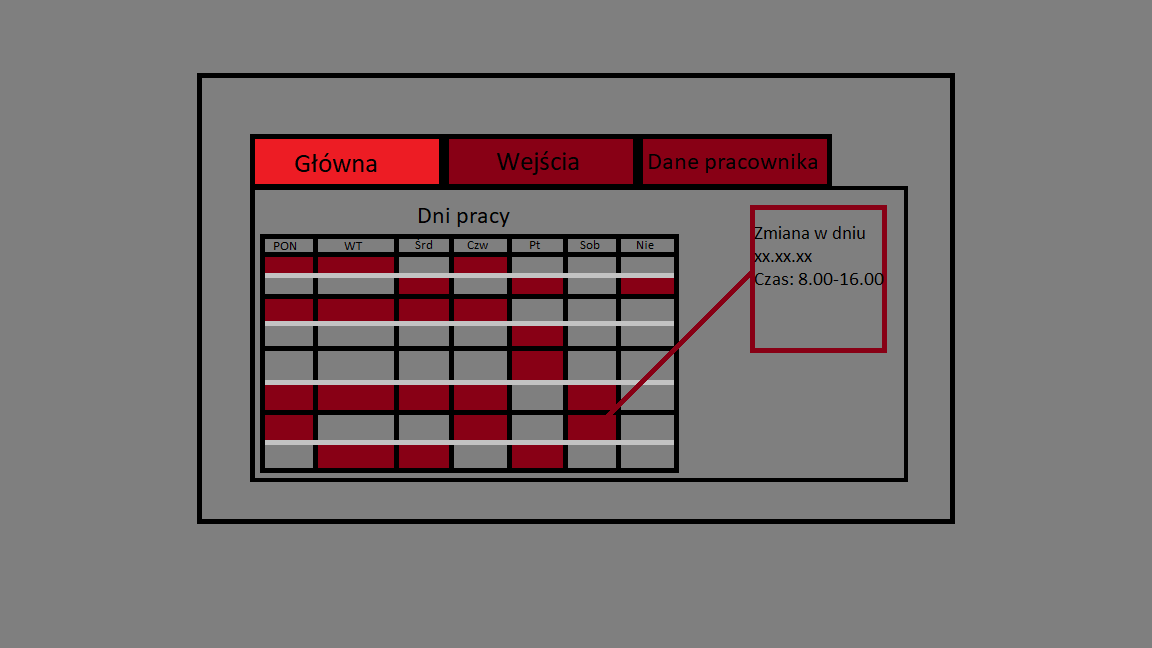 Główna
Wejścia
Dane pracownika
Dni pracy
PON
WT
Śrd
Czw
Pt
Sob
Nie
Zmiana w dniu
xx.xx.xx
Czas: 8.00-16.00